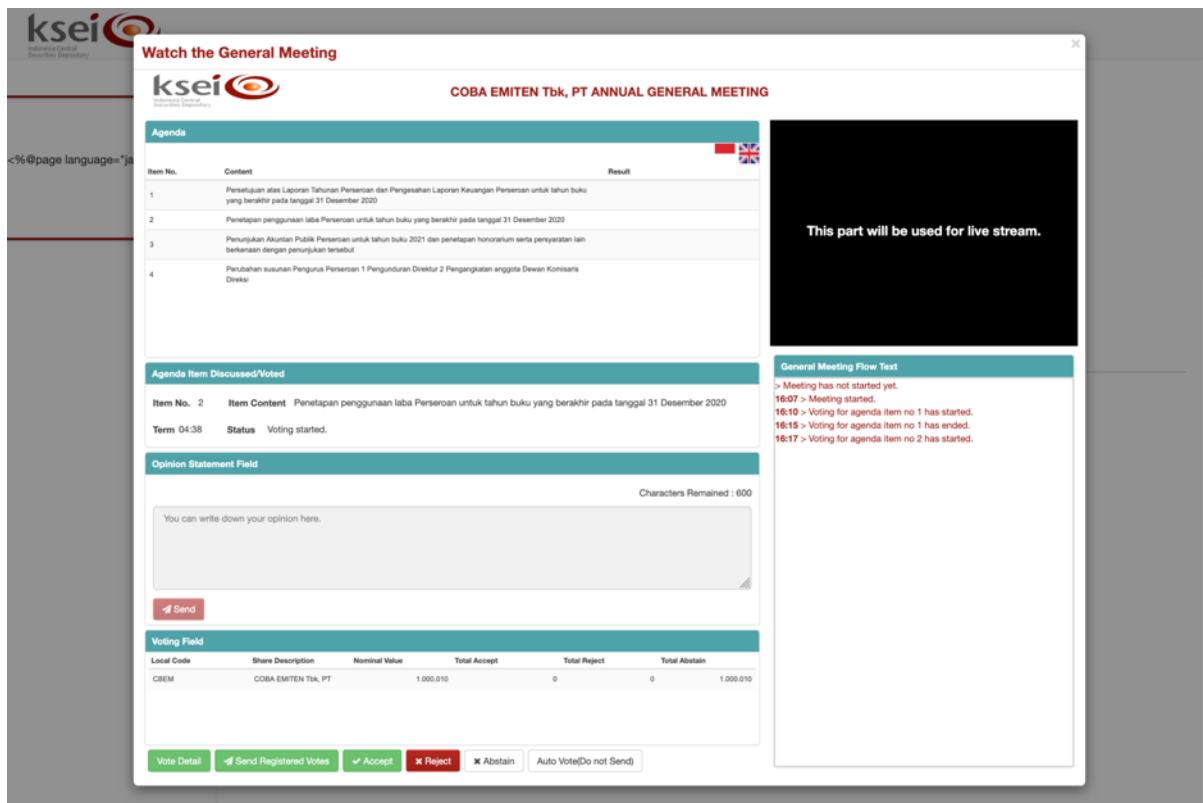 ksei
Indonesia Central
Securities Depository
<%@page language="ja
Watch the General Meeting
×
ksei
Indonesia Central
Securities Depository
COBA EMITEN Tbk, PT ANNUAL GENERAL MEETING
Agenda
Item No. Content Result
1 Persetujuan atas Laporan Tahunan Perseroan dan Pengesahan Laporan Keuangan Perseroan untuk tahun buku
yang berakhir pada tanggal 31 Desember 2020
2 Penetapan penggunaan laba Perseroan untuk tahun buku yang berakhir pada tanggal 31 Desember 2020
3 Penunjukan Akuntan Publik Perseroan untuk tahun buku 2021 dan penetapan honorarium serta persyaratan lain
berkenaan dengan penunjukan tersebut
4 Perubahan susunan Pengurus Perseroan 1 Pengunduran Direktur 2 Pengangkatan anggota Dewan Komisaris
Direksi
This part will be used for live stream.
Agenda Item Discussed/Voted
Item No. 2 Item Content Penetapan penggunaan laba Perseroan untuk tahun buku yang berakhir pada tanggal 31 Desember 2020
Term 04:38 Status Voting started.
General Meeting Flow Text
> Meeting has not started yet.
16:07 > Meeting started.
16:10 > Voting for agenda item no 1 has started.
16:15 > Voting for agenda item no 1 has ended.
16:17 > Voting for agenda item no 2 has started.
Opinion Statement Field
Characters Remained : 600
You can write down your opinion here.
Send
Voting Field
Local Code Share Description Nominal Value Total Accept Total Reject Total Abstain
CBEM COBA EMITEN Tbk, PT 1.000.010 0 0 1.000.010
Vote Detail Send Registered Votes Accept Reject Abstain Auto Vote(Do not Send)